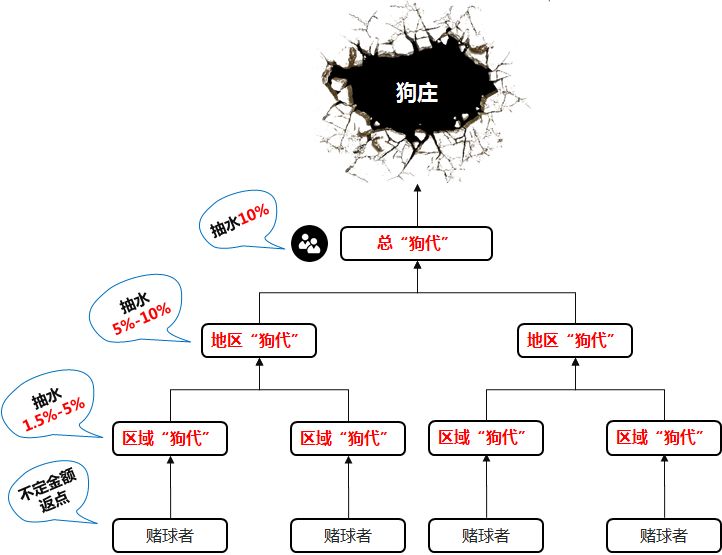 狗庄
抽水10%
总“狗代”
抽水
5%-10%
地区“狗代”
地区“狗代”
抽水
1.5%-5%
区域“狗代”
区域“狗代”
区域“狗代”
区域“狗代”
不定金额
返点
赌球者
赌球者
赌球者
赌球者